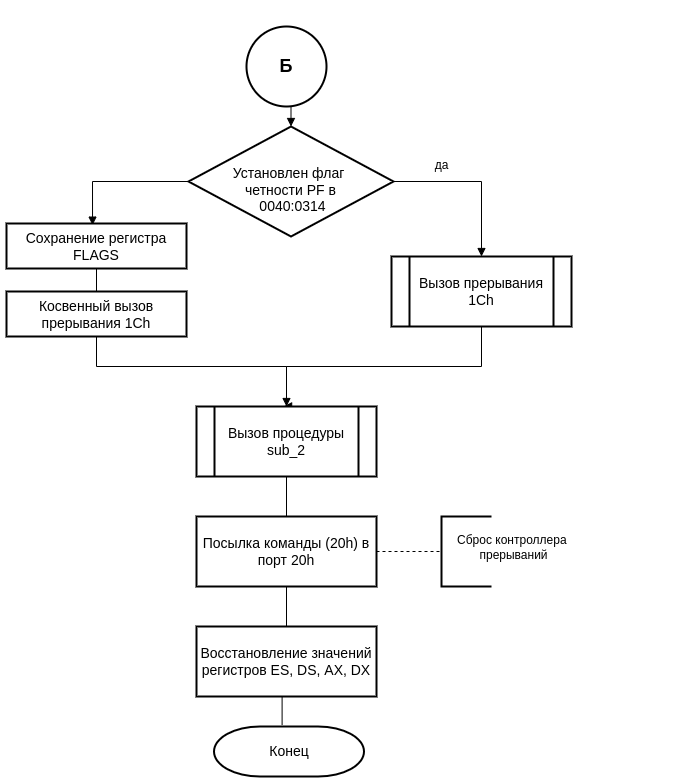 Б
Установлен флаг
четности PF в
0040:0314
да
Сохранение регистра
FLAGS
Косвенный вызов
прерывания 1Ch
Вызов прерывания
1Ch
Вызов процедуры
sub_2
Посылка команды (20h) в
порт 20h
Сброс контроллера
прерываний
Восстановление значений
регистров ES, DS, AX, DX
Конец